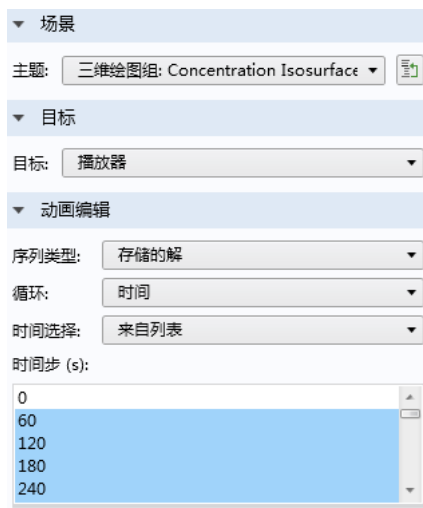 场景
主题: 三维绘图组: Concentration Isosurface
目标
目标: 播放器
动画编辑
序列类型: 存储的解
循环: 时间
时间选择: 来自列表
时间步 (s):
0
60
120
180
240